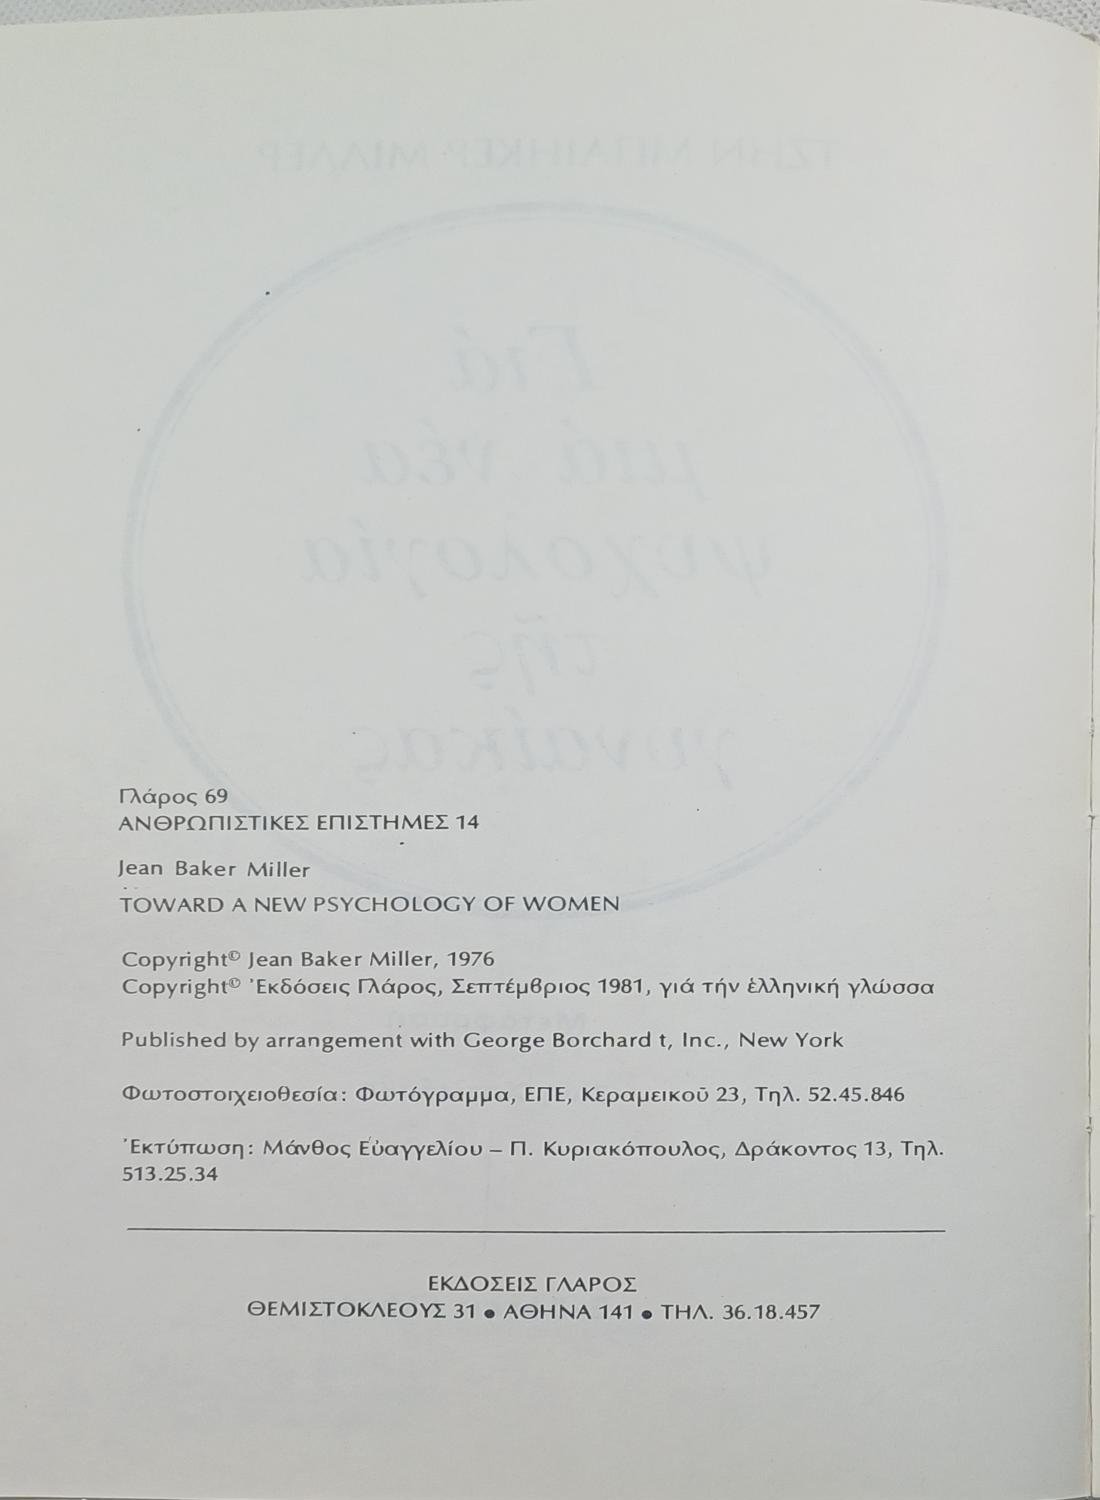 Γλάρος 69
ΑΝΘΡΩΠΙΣΤΙΚΕΣ ΕΠΙΣΤΗΜΕΣ 14
Jean Baker Miller
TOWARD A NEW PSYCHOLOGY OF WOMEN
Copyright© Jean Baker Miller, 1976
Copyright© Ἐκδόσεις Γλάρος, Σεπτέμβριος 1981, γιά τήν ἑλληνική γλώσσα
Published by arrangement with George Borchard t, Inc., New York
Φωτοστοιχειοθεσία: Φωτόγραμμα, ΕΠΕ, Κεραμεικοῦ 23, Τηλ. 52.45.846
Ἐκτύπωση: Μάνθος Εὐαγγελίου – Π. Κυριακόπουλος, Δράκοντος 13, Τηλ.
513.25.34
ΕΚΔΟΣΕΙΣ ΓΛΑΡΟΣ
ΘΕΜΙΣΤΟΚΛΕΟΥΣ 31 • ΑΘΗΝΑ 141 • ΤΗΛ. 36.18.457